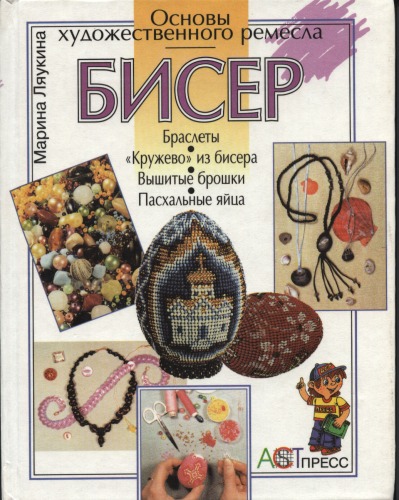 Основы
художественного ремесла
Марина Ляукина
БИСЕР
Браслеты
«Кружево» из бисера
Вышитые брошки
Пасхальные яйца
АСТ ПРЕСС